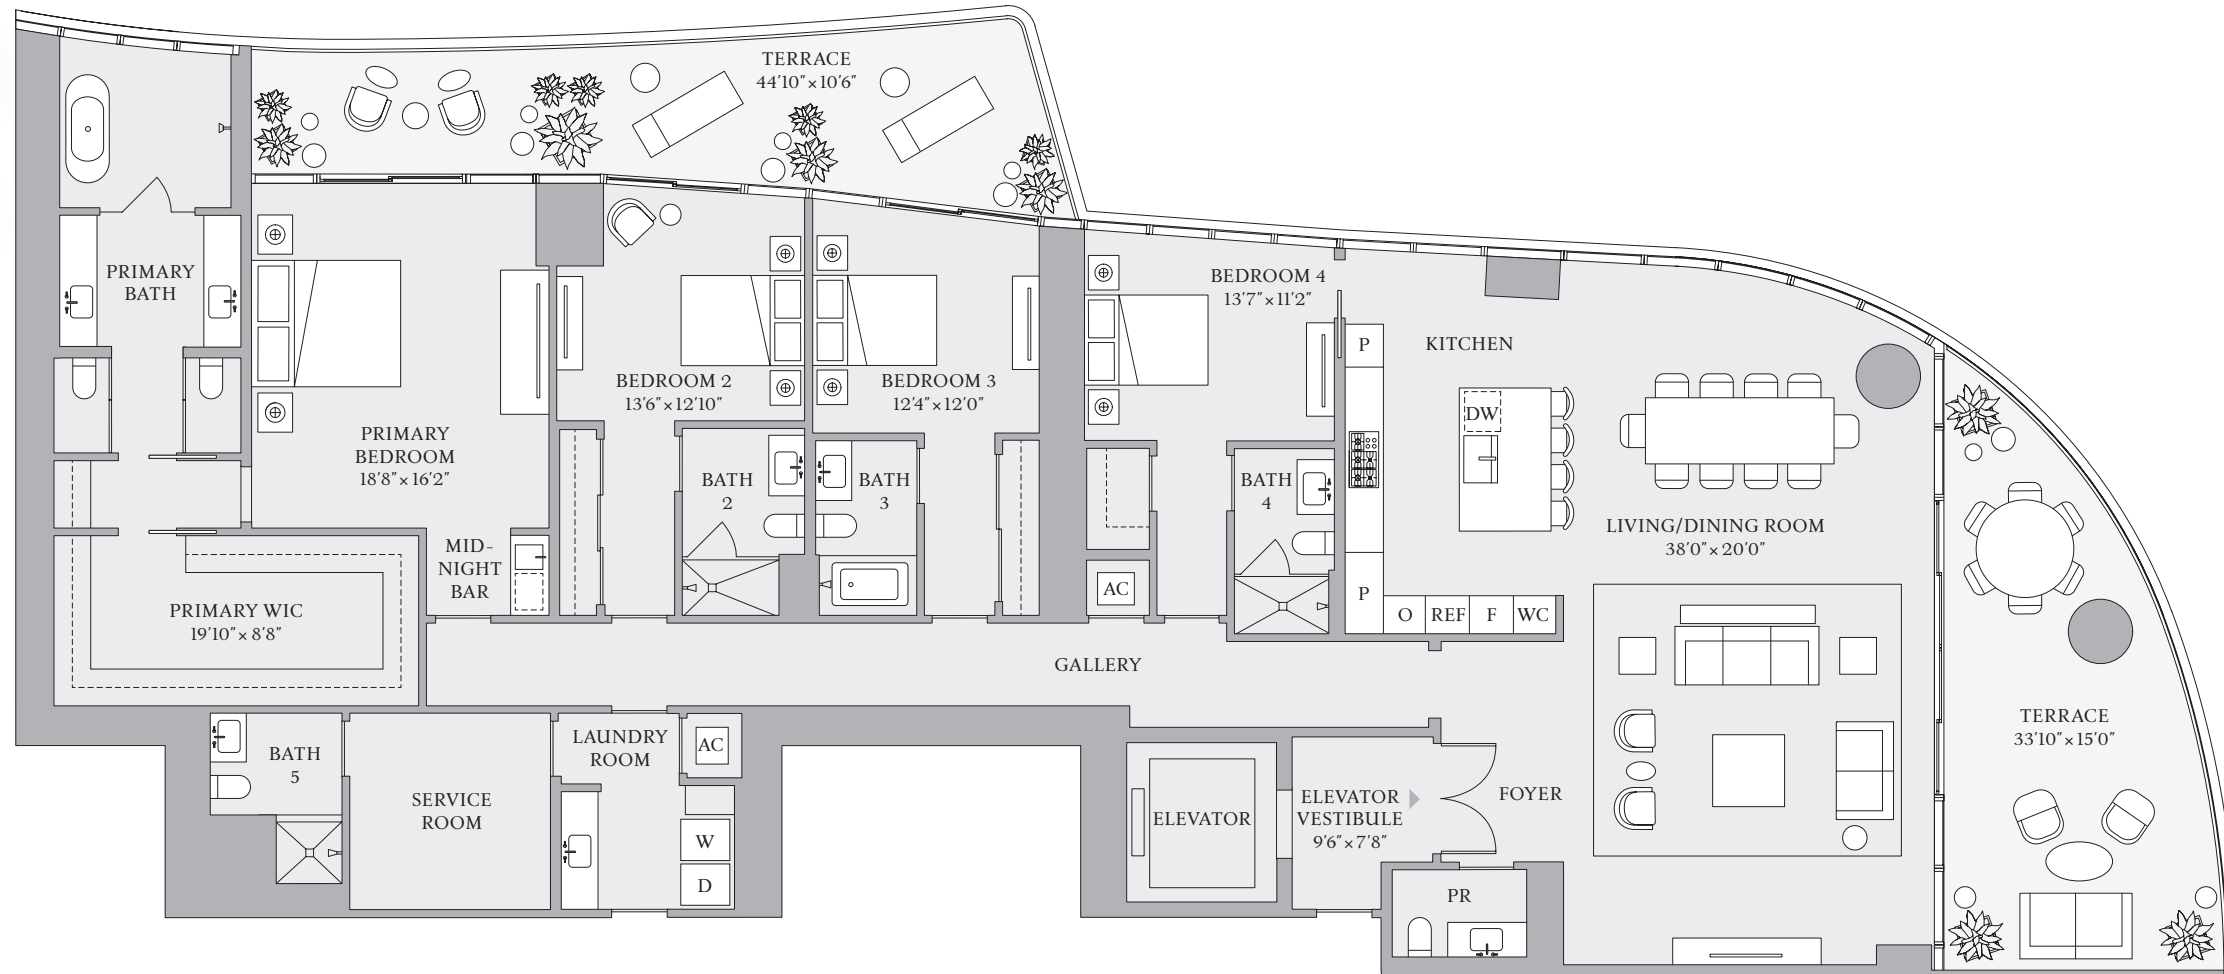 TERRACE
44'10"×10'6"
PRIMARY
BATH
BEDROOM 4
13'7"×11'2"
P
KITCHEN
BEDROOM 2
13'6"×12'10"
BEDROOM 3
12'4"×12'0"
DW
PRIMARY
BEDROOM
18'8"×16'2"
BATH
2
BATH
3
BATH
4
LIVING/DINING ROOM
38'0"×20'0"
MID-
NIGHT
BAR
AC
P
O
REF
F
WC
PRIMARY WIC
19'10"×8'8"
GALLERY
TERRACE
33'10"×15'0"
BATH
5
LAUNDRY
ROOM
AC
SERVICE
ROOM
ELEVATOR
ELEVATOR
VESTIBULE
9'6"×7'8"
FOYER
W
D
PR